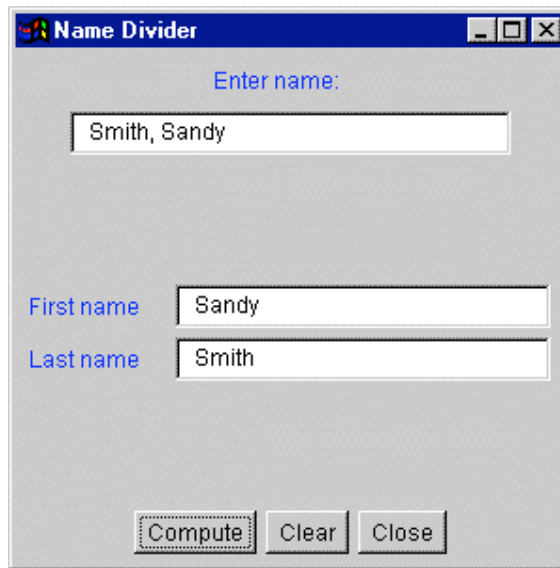 Name Divider
Enter name:
Smith, Sandy
First name Sandy
Last name Smith
Compute Clear Close